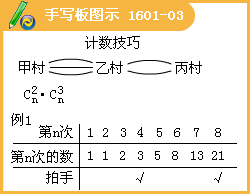 手写板图示 1601-03
计数技巧
甲村 乙村 丙村
C²ₙ·C³ₙ
例1
第n次 1 2 3 4 5 6 7 8
第n次的数 1 1 2 3 5 8 13 21
拍手 √ √